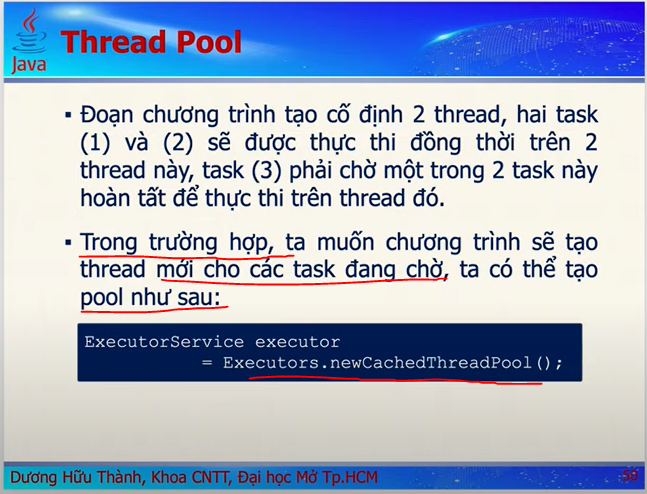 Java
Thread Pool
▪ Đoạn chương trình tạo cố định 2 thread, hai task
(1) và (2) sẽ được thực thi đồng thời trên 2
thread này, task (3) phải chờ một trong 2 task này
hoàn tất để thực thi trên thread đó.
▪ Trong trường hợp, ta muốn chương trình sẽ tạo
thread mới cho các task đang chờ, ta có thể tạo
pool như sau:
ExecutorService executor
= Executors.newCachedThreadPool();
Dương Hữu Thành, Khoa CNTT, Đại học Mở Tp.HCM
50